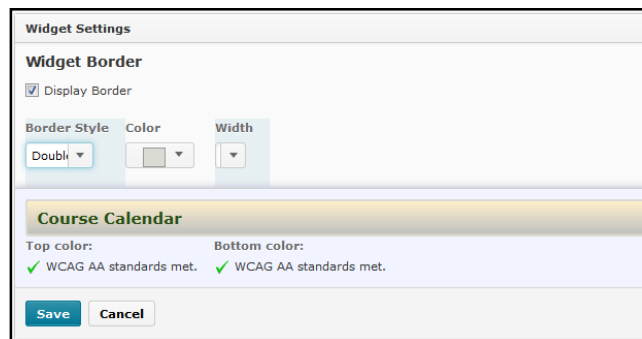 Widget Settings
Widget Border
Display Border
Border Style Color Width
Course Calendar
Top color: Bottom color:
WCAG AA standards met. WCAG AA standards met.
Save Cancel